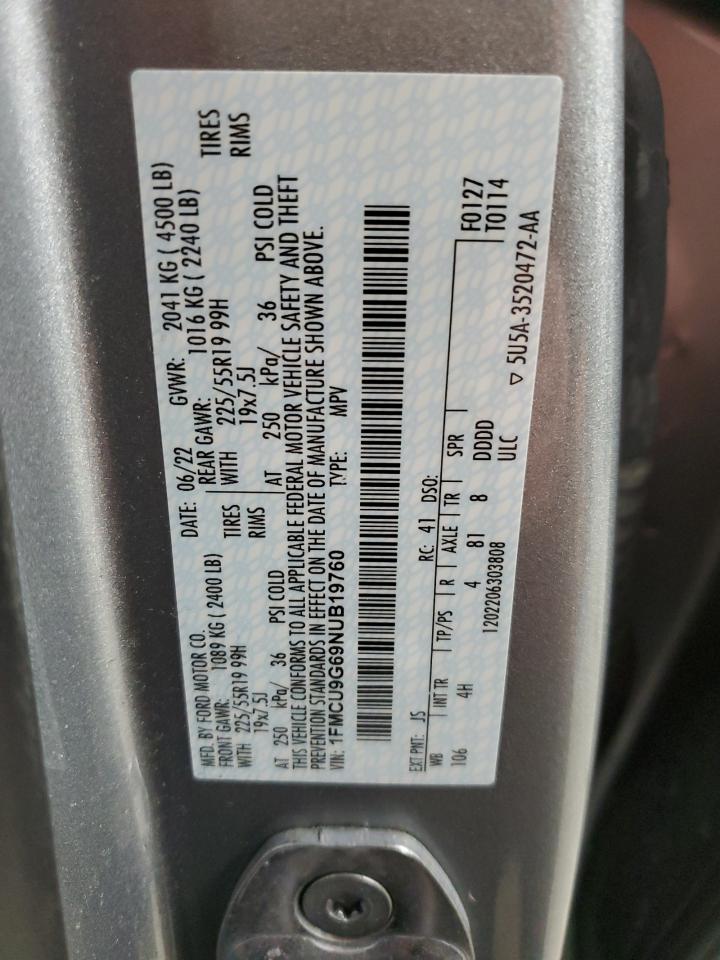 MFD. BY FORD MOTOR CO. DATE: 06/22 GVWR: 2041 KG ( 4500 LB)
FRONT GAWR: 1089 KG ( 2400 LB) REAR GAWR: 1016 KG ( 2240 LB)
WITH 225/55R19 99H TIRES WITH 225/55R19 99H TIRES
19x7.5J RIMS 19x7.5J RIMS
AT 250 kPa/ 36 PSI COLD AT 250 kPa/ 36 PSI COLD
THIS VEHICLE CONFORMS TO ALL APPLICABLE FEDERAL MOTOR VEHICLE SAFETY AND THEFT
PREVENTION STANDARDS IN EFFECT ON THE DATE OF MANUFACTURE SHOWN ABOVE.
VIN: 1FMCU9G69NUB19760 TYPE: MPV
EXT PNT: JS RC: 41 DSO: F0127
WB INT TR TP/PS R AXLE TR SPR T0114
106 4H 4 81 8 DDDD
1202206303808 ULC
▽ 5U5A-3520472-AA